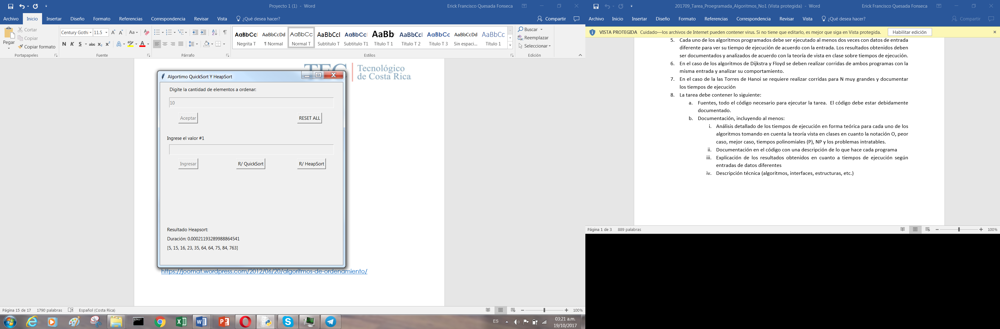 Proyecto 1 (1) - Word
Erick Francisco Quesada Fonseca
Archivo Inicio Insertar Diseño Formato Referencias Correspondencia Revisar Vista ¿Qué desea hacer? Compartir
Pegar
Cortar
Copiar
Copiar formato
Portapapeles
Century Gothi 11.5
N K S abc x₂ x²
Fuente
Párrafo
AaBbCc AaBbCcDd AaBbCc AaBbCcI AaBbCc AaBb AaBbCcI AaBbCc AaBbCcDd AaBbCc
Negrita T ¶ Normal Normal T Subtitulo T Subtitulo T1 Título T 1 Título T 2 Titulo T 3 Sin espaci... Título 1
Estilos
Buscar
Reemplazar
Seleccionar
Edición
TEC Tecnológico
de Costa Rica
Algortimo QuickSort Y HeapSort
Digite la cantidad de elementos a ordenar:
10
Aceptar RESET ALL
Ingrese el valor #1
Ingresar R/ QuickSort R/ HeapSort
Resultado Heapsort:
Duración: 0.00021193289988864541
[5, 15, 16, 23, 35, 64, 64, 75, 84, 763]
https://joomat.wordpress.com/2012/06/20/algoritmos-de-ordenamiento/
Página 15 de 17 1790 palabras Español (Costa Rica) 100%
ES 03:21 a.m.
19/10/2017
201709_Tarea_Proegramada_Algoritmos_No1 (Vista protegida) - Word
Erick Francisco Quesada Fonseca
Archivo Inicio Insertar Diseño Formato Referencias Correspondencia Revisar Vista ¿Qué desea hacer? Compartir
VISTA PROTEGIDA Cuidado—los archivos de Internet pueden contener virus. Si no tiene que editarlo, es mejor que siga en Vista protegida. Habilitar edición
5. Cada uno de los algoritmos programados debe ser ejecutado al menos dos veces con datos de entrada
diferente para ver su tiempo de ejecución de acuerdo con la entrada. Los resultados obtenidos deben
ser documentados y analizados de acuerdo con la teoría de vista en clase sobre tiempos de ejecución.
6. En el caso de los algoritmos de Dijkstra y Floyd se deben realizar corridas de ambos programas con la
misma entrada y analizar su comportamiento.
7. En el caso de la las Torres de Hanoi se requiere realizar corridas para N muy grandes y documentar
los tiempos de ejecución
8. La tarea debe contener lo siguiente:
a. Fuentes, todo el código necesario para ejecutar la tarea. El código debe estar debidamente
documentado.
b. Documentación, incluyendo al menos:
i. Análisis detallado de los tiempos de ejecución en forma teórica para cada uno de los
algoritmos tomando en cuenta la teoría vista en clases en cuanto la notación O, peor
caso, mejor caso, tiempos polinomiales (P), NP y los problemas intratables.
ii. Documentación en el código con una descripción de lo que hace cada programa
iii. Explicación de los resultados obtenidos en cuanto a tiempos de ejecución según
entradas de datos diferentes
iv. Descripción técnica (algoritmos, interfaces, estructuras, etc.)
Página 1 de 3 889 palabras 100%